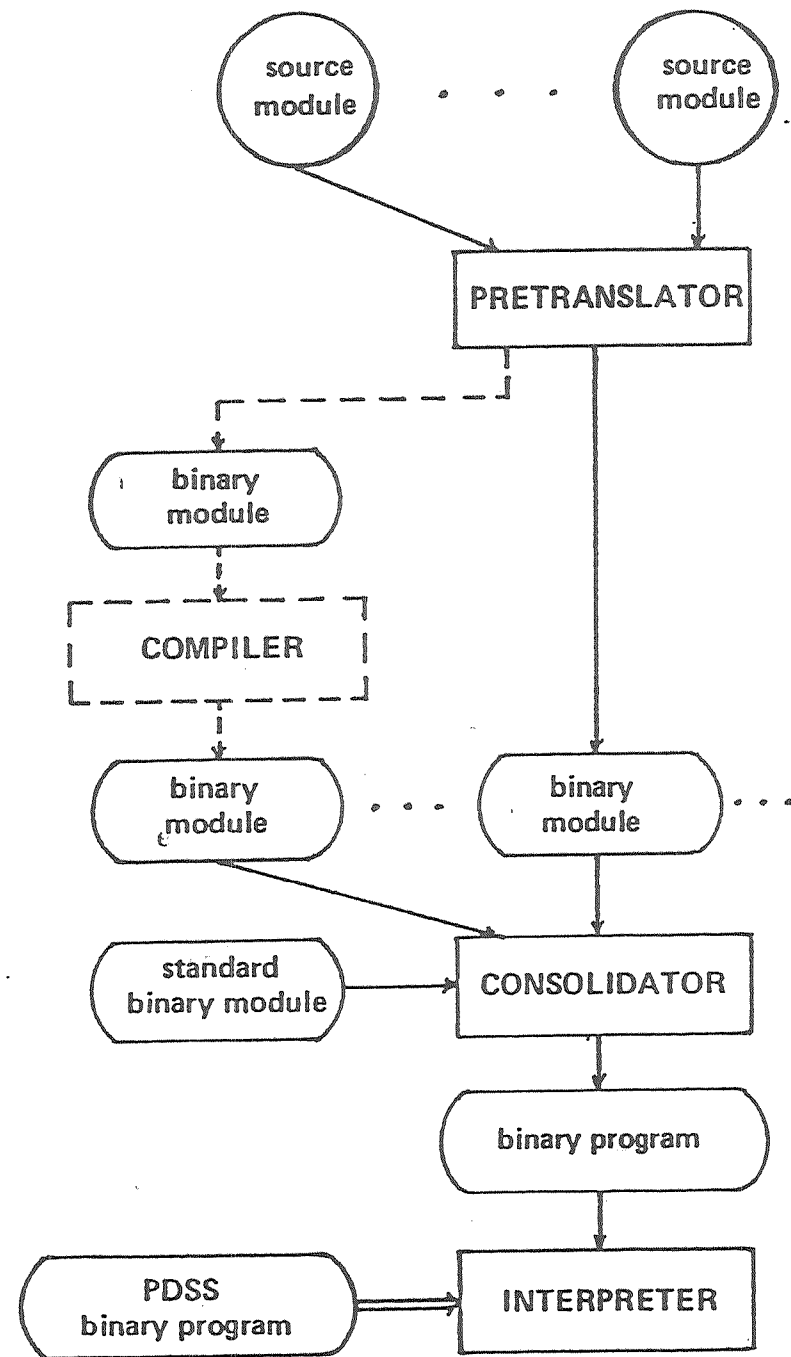 source
module
source
module
PRETRANSLATOR
binary
module
COMPILER
binary
module
binary
module
standard
binary module
CONSOLIDATOR
binary program
PDSS
binary program
INTERPRETER